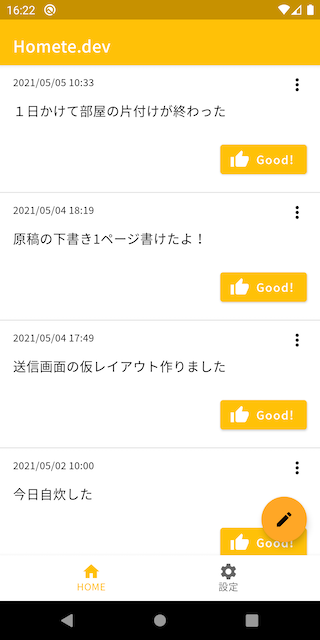 16:22
Homete.dev
2021/05/05 10:33
１日かけて部屋の片付けが終わった
Good!
2021/05/04 18:19
原稿の下書き1ページ書けたよ！
Good!
2021/05/04 17:49
送信画面の仮レイアウト作りました
Good!
2021/05/02 10:00
今日自炊した
Good!
HOME
設定